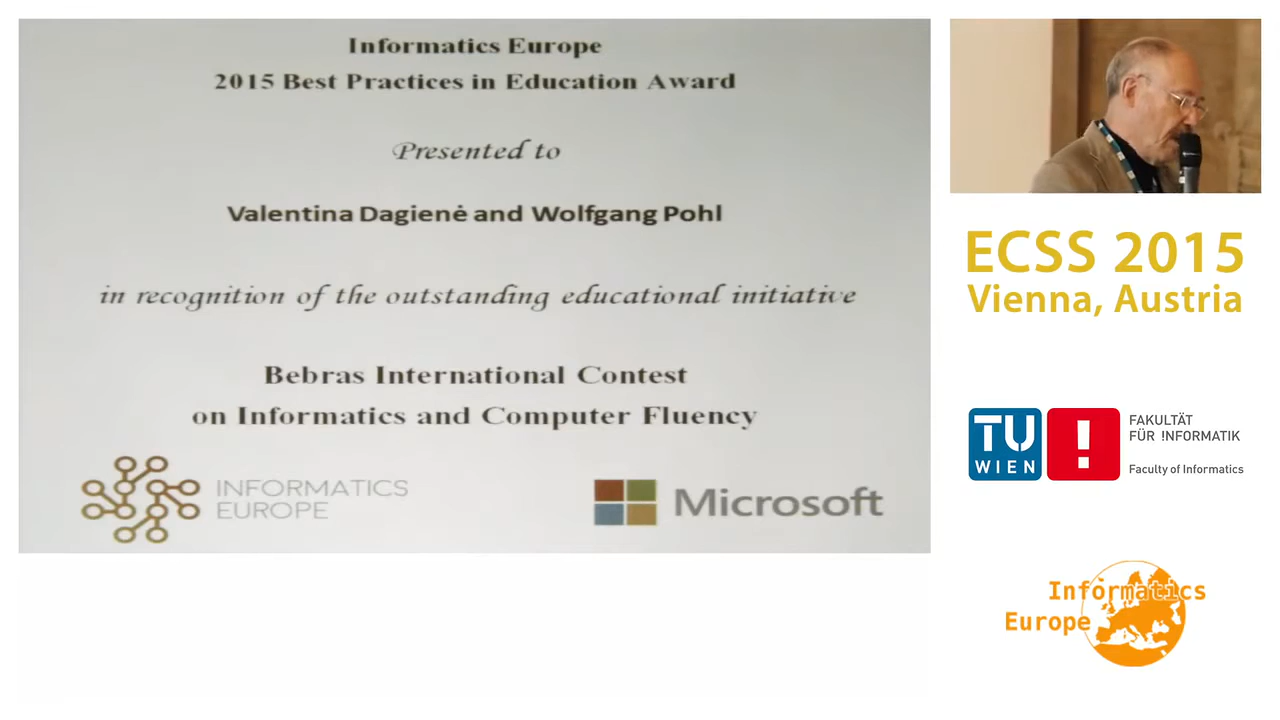 Informatics Europe
2015 Best Practices in Education Award
Presented to
Valentina Dagienė and Wolfgang Pohl
in recognition of the outstanding educational initiative
Bebras International Contest
on Informatics and Computer Fluency
INFORMATICS
EUROPE
Microsoft
ECSS 2015
Vienna, Austria
TU
WIEN
!
FAKULTÄT
FÜR !NFORMATIK
Faculty of Informatics
Informatics
Europe